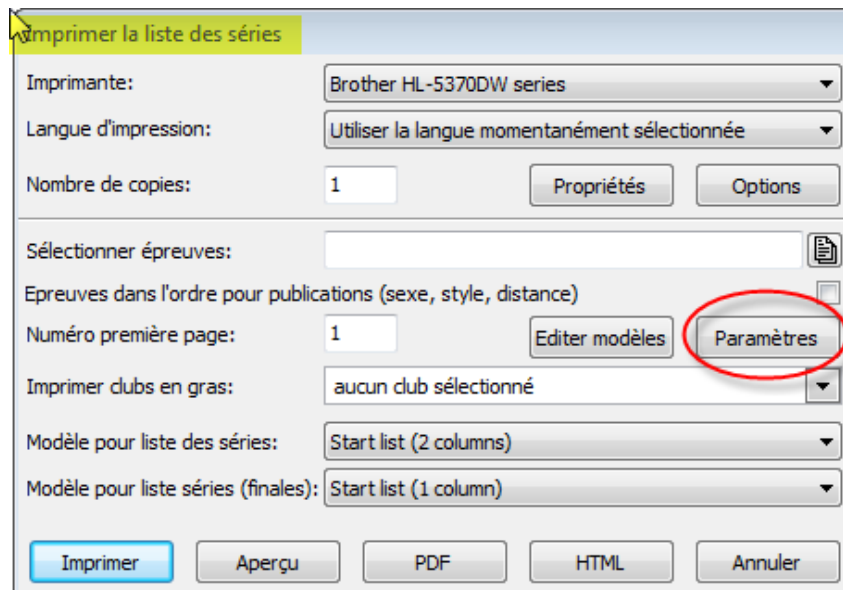 Imprimer la liste des séries
Imprimante: Brother HL-5370DW series
Langue d'impression: Utiliser la langue momentanément sélectionnée
Nombre de copies: 1 Propriétés Options
Sélectionner épreuves:
Epreuves dans l'ordre pour publications (sexe, style, distance)
Numéro première page: 1 Editer modèles Paramètres
Imprimer clubs en gras: aucun club sélectionné
Modèle pour liste des séries: Start list (2 columns)
Modèle pour liste séries (finales): Start list (1 column)
Imprimer Aperçu PDF HTML Annuler